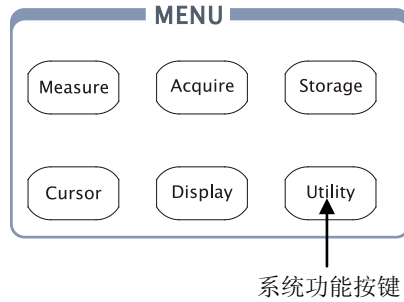 MENU
Measure Acquire Storage
Cursor Display Utility
系统功能按键